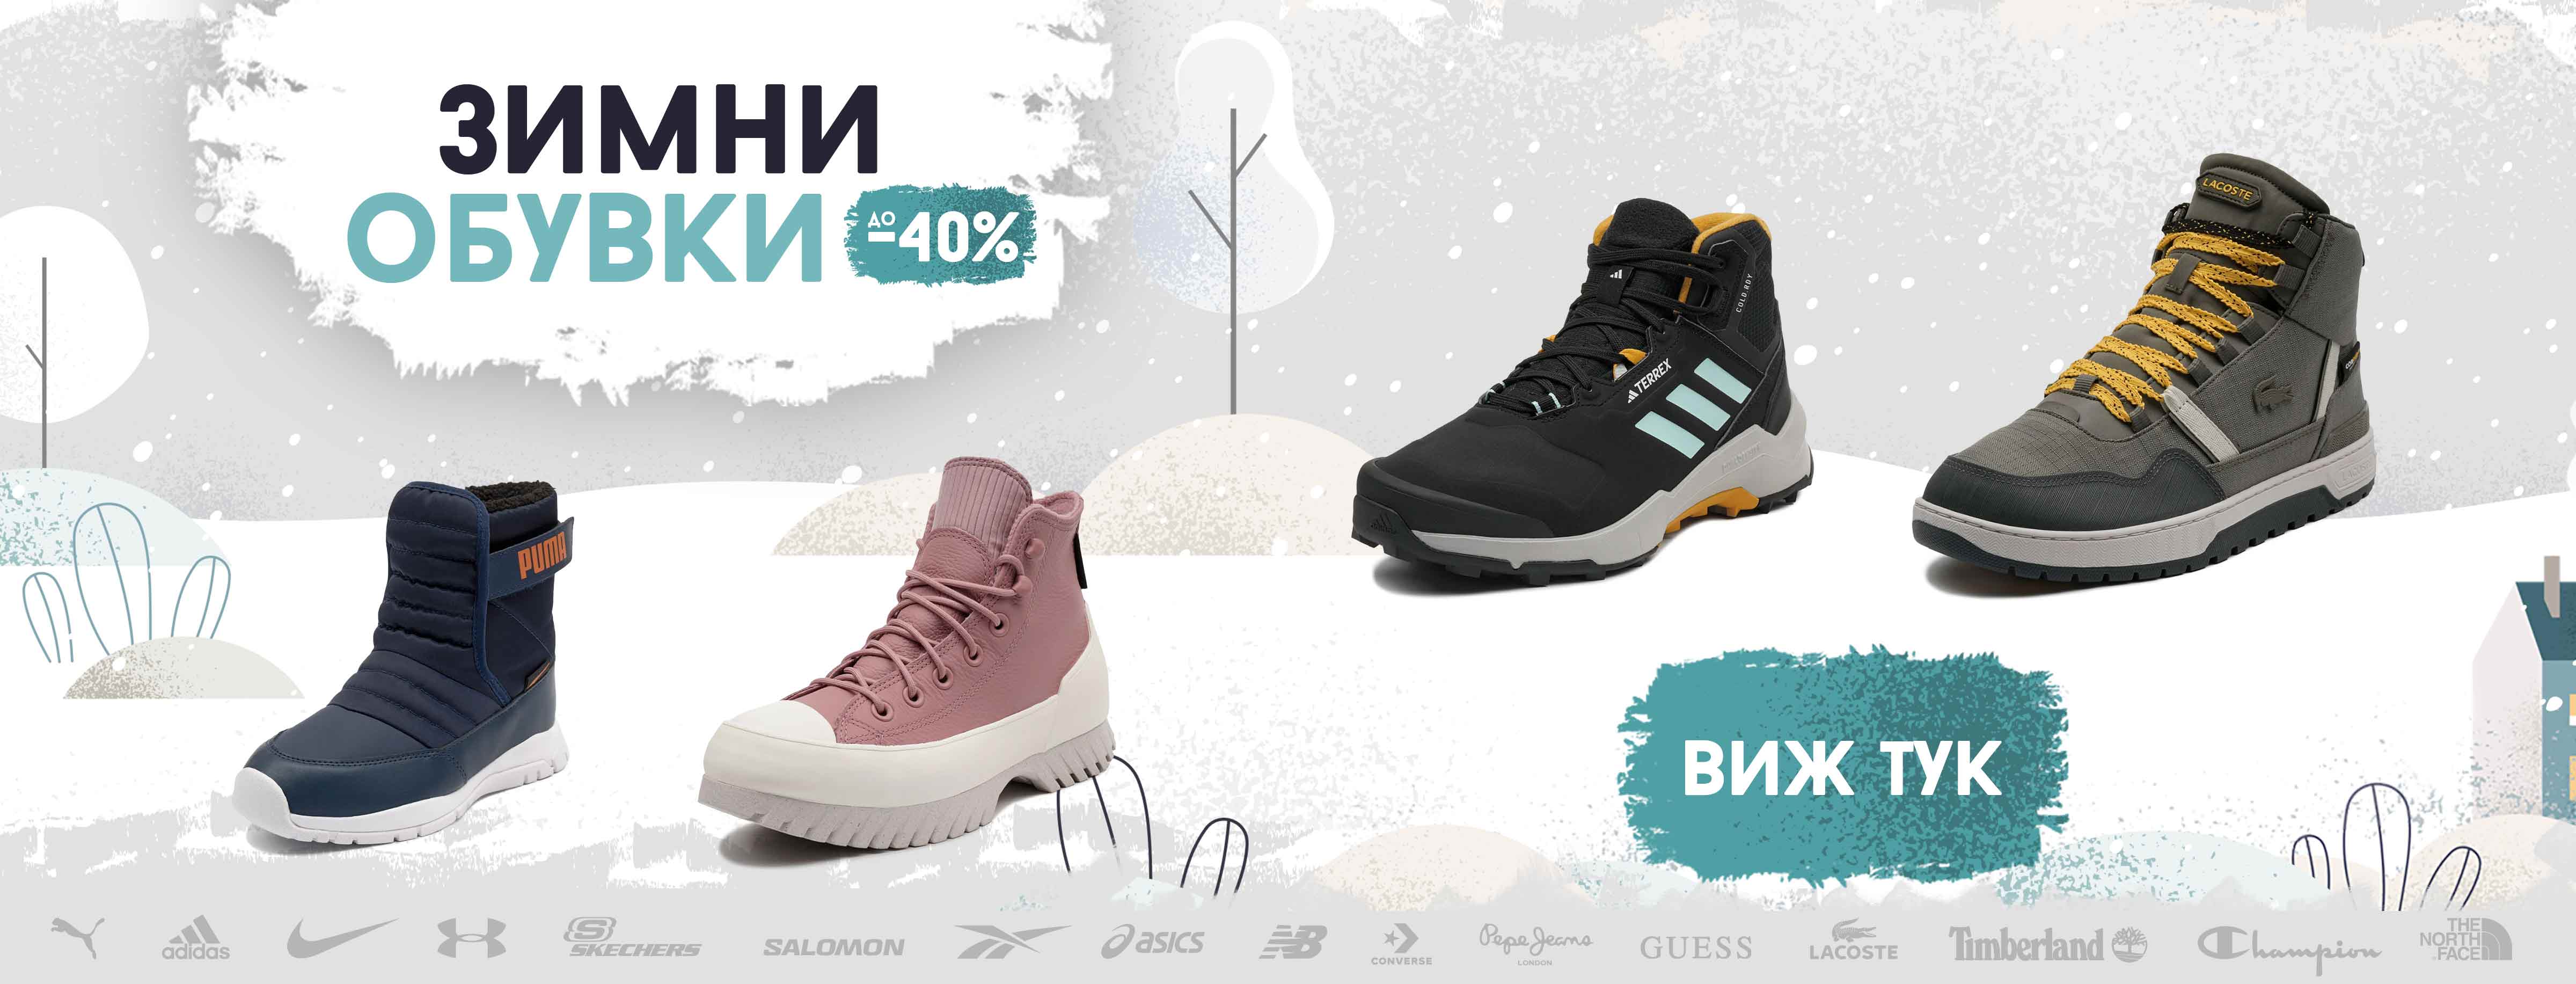 ЗИМНИ
ОБУВКИ
ДО
-40%
PUMA
TERREX
COLD.RDY
LACOSTE
ВИЖ ТУК
adidas
SKECHERS
SALOMON
asics
NB
CONVERSE
Pepe Jeans
LONDON
GUESS
LACOSTE
Timberland
Champion
THE
NORTH
FACE